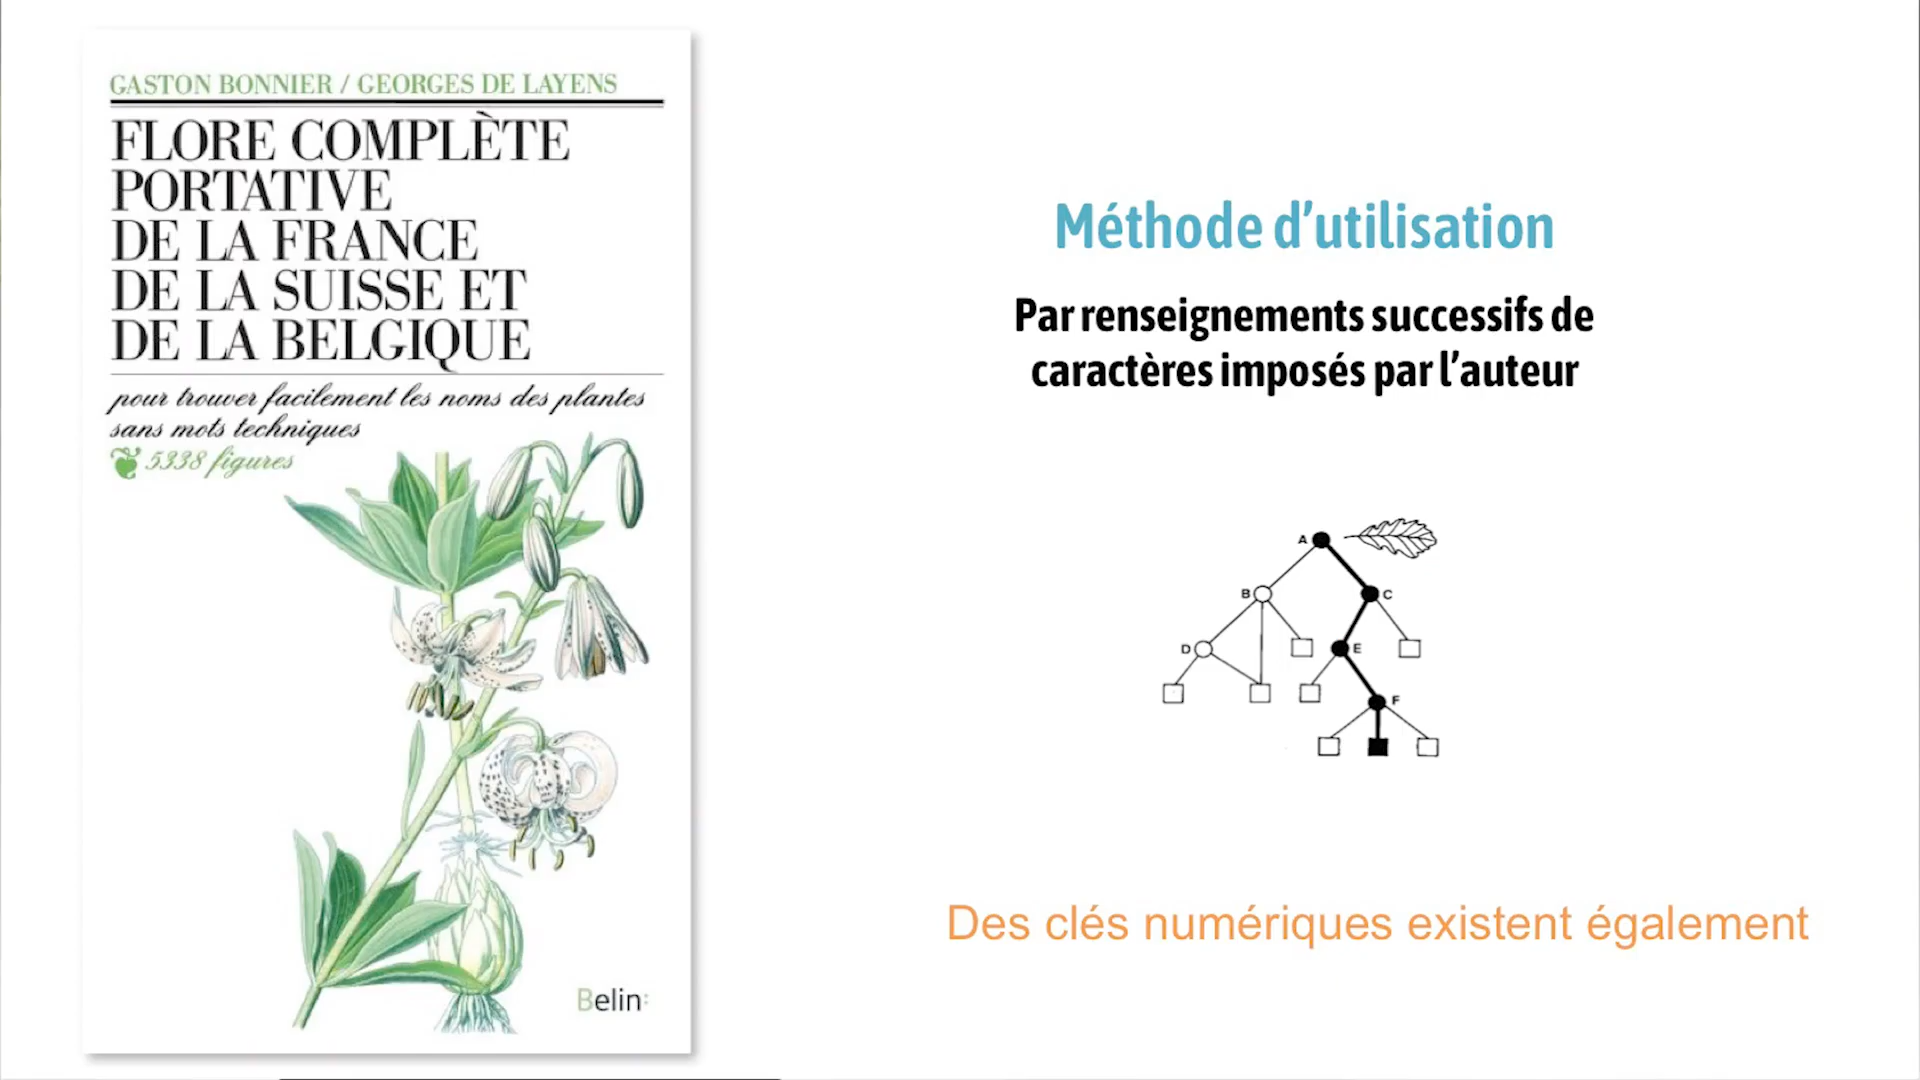 GASTON BONNIER / GEORGES DE LAYENS
FLORE COMPLÈTE
PORTATIVE
DE LA FRANCE
DE LA SUISSE ET
DE LA BELGIQUE
pour trouver facilement les noms des plantes
sans mots techniques
5338 figures
Belin:
Méthode d’utilisation
Par renseignements successifs de
caractères imposés par l’auteur
A
B
C
D
E
F
Des clés numériques existent également